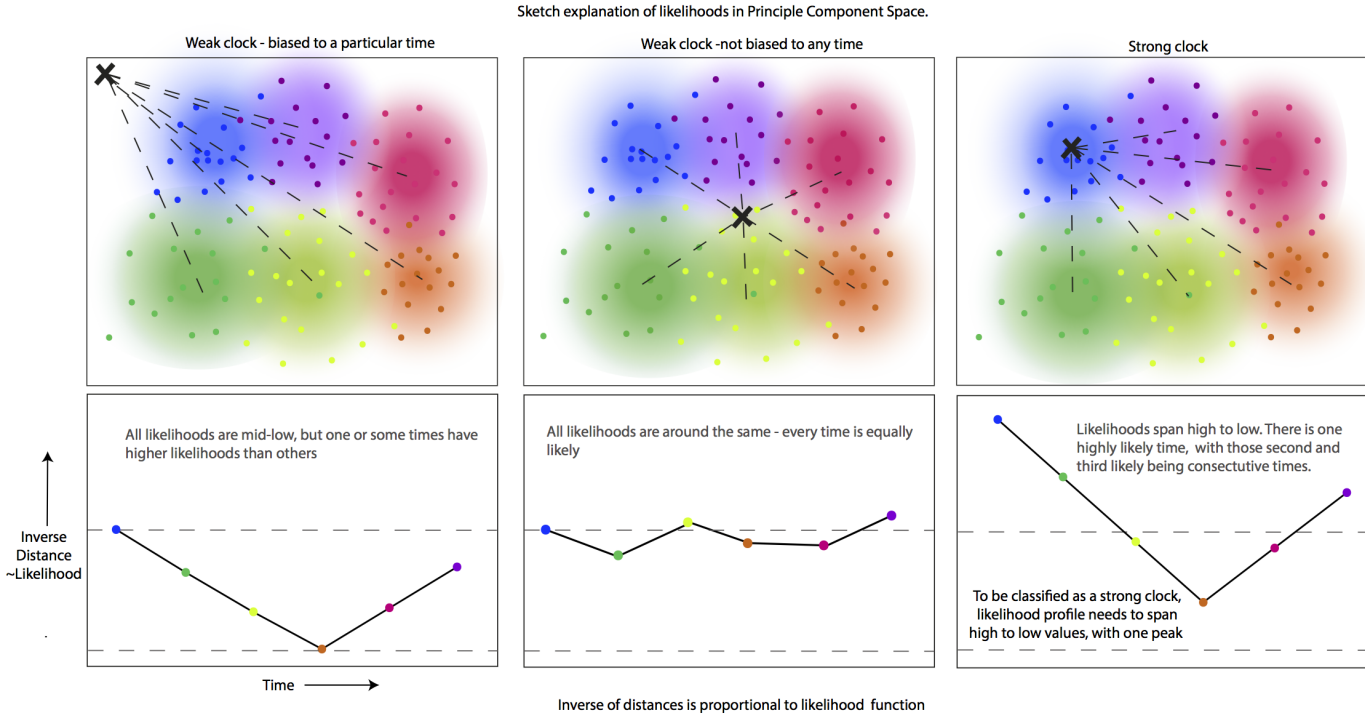 Sketch explanation of likelihoods in Principle Component Space.
Weak clock - biased to a particular time
Weak clock -not biased to any time
Strong clock
All likelihoods are mid-low, but one or some times have
higher likelihoods than others
All likelihoods are around the same - every time is equally
likely
Likelihoods span high to low. There is one
highly likely time,  with those second and
third likely being consectutive times.
Inverse
Distance
~Likelihood
To be classified as a strong clock,
likelihood profile needs to span
high to low values, with one peak
Time
Inverse of distances is proportional to likelihood  function